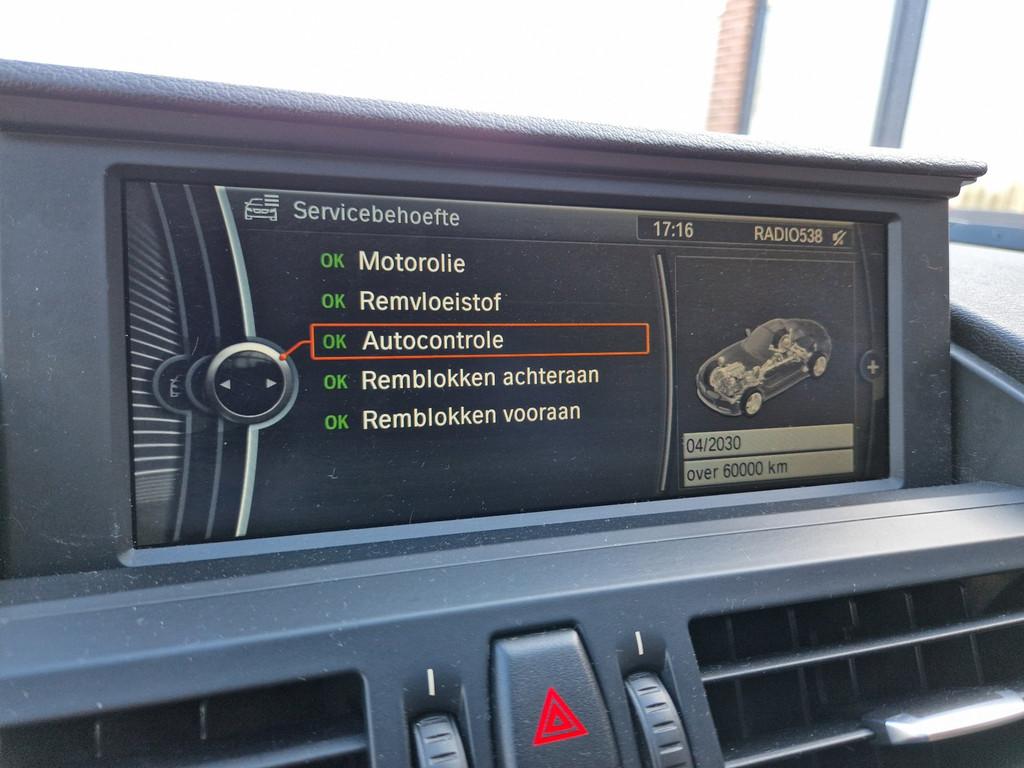 Servicebehoefte
17:16
RADIO538
OK Motorolie
OK Remvloeistof
OK Autocontrole
OK Remblokken achteraan
OK Remblokken vooraan
04/2030
over 60000 km